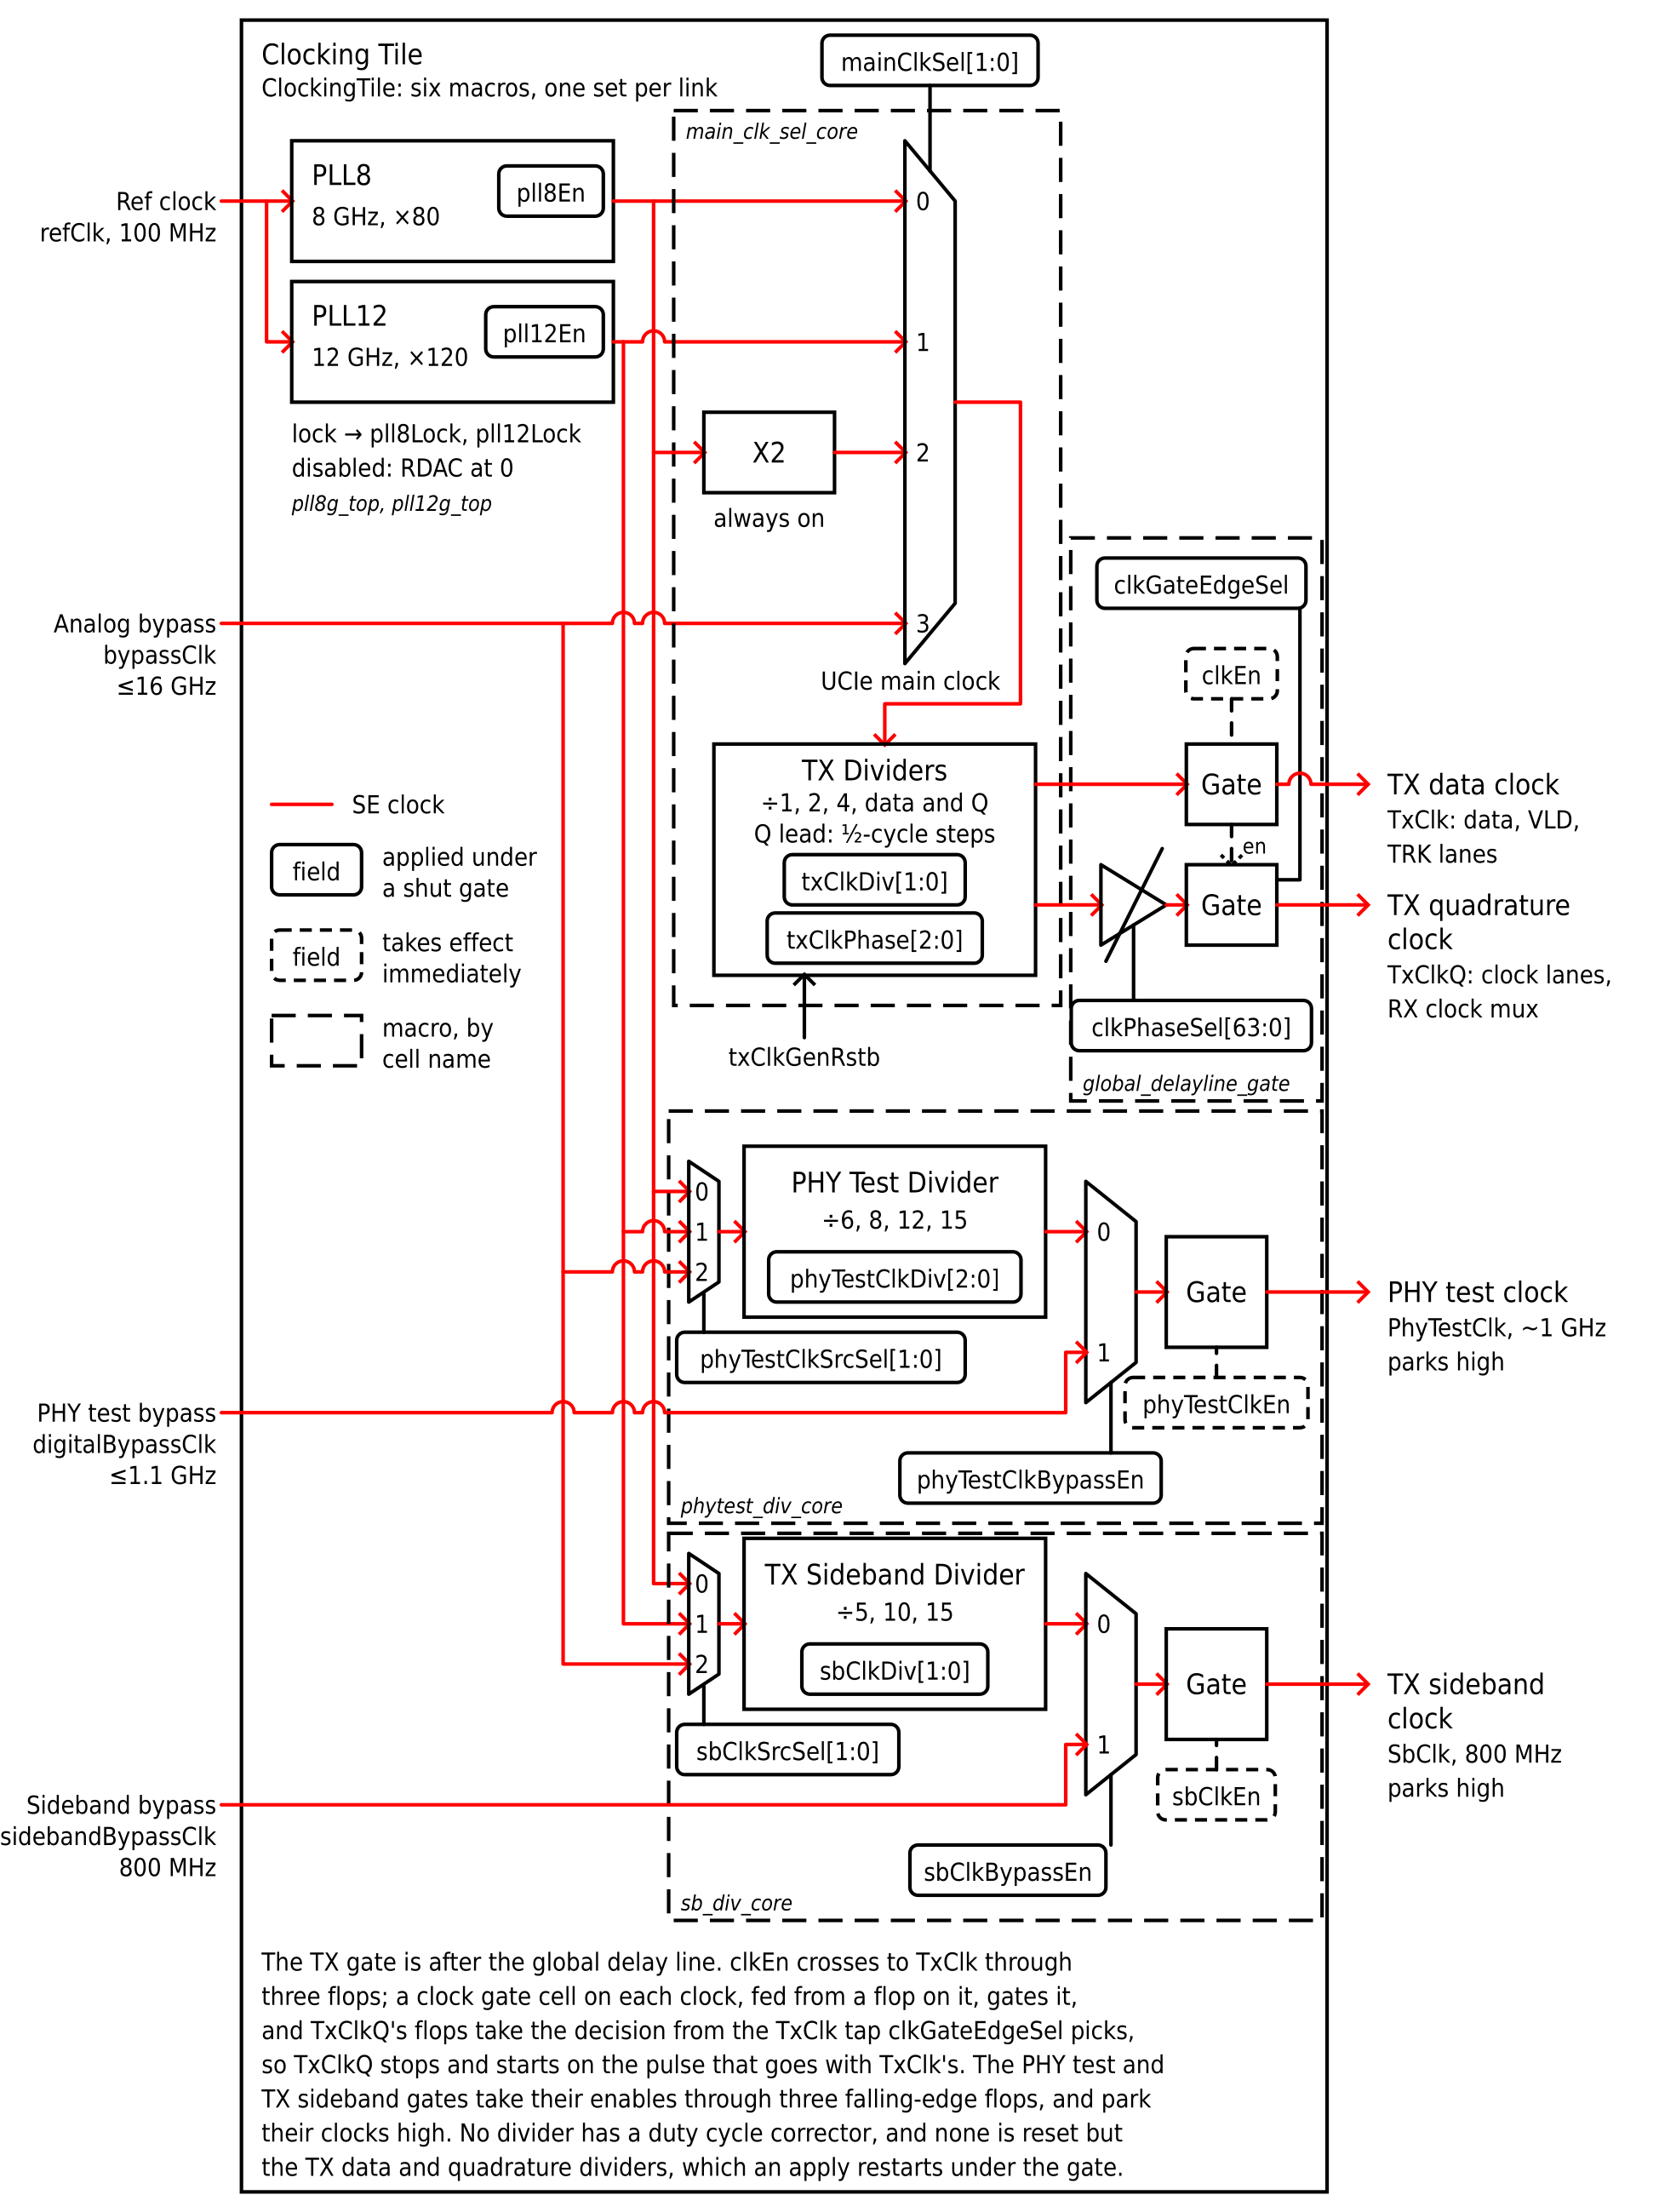 Clocking Tile
ClockingTile: six macros, one set per link
mainClkSel[1:0]
main_clk_sel_core
PLL8
8 GHz, ×80
pll8En
0
Ref clock
refClk, 100 MHz
PLL12
12 GHz, ×120
pll12En
1
lock → pll8Lock, pll12Lock
disabled: RDAC at 0
pll8g_top, pll12g_top
X2
2
always on
Analog bypass
bypassClk
≤16 GHz
3
UCIe main clock
clkGateEdgeSel
clkEn
TX Dividers
÷1, 2, 4, data and Q
Q lead: ½-cycle steps
txClkDiv[1:0]
txClkPhase[2:0]
txClkGenRstb
Gate
en
Gate
clkPhaseSel[63:0]
global_delayline_gate
TX data clock
TxClk: data, VLD,
TRK lanes
TX quadrature
clock
TxClkQ: clock lanes,
RX clock mux
SE clock
field
applied under
a shut gate
field
takes effect
immediately
macro, by
cell name
0
1
2
PHY Test Divider
÷6, 8, 12, 15
phyTestClkDiv[2:0]
phyTestClkSrcSel[1:0]
0
1
Gate
phyTestClkEn
phyTestClkBypassEn
phytest_div_core
PHY test clock
PhyTestClk, ~1 GHz
parks high
PHY test bypass
digitalBypassClk
≤1.1 GHz
0
1
2
TX Sideband Divider
÷5, 10, 15
sbClkDiv[1:0]
sbClkSrcSel[1:0]
0
1
Gate
sbClkEn
sbClkBypassEn
sb_div_core
TX sideband
clock
SbClk, 800 MHz
parks high
Sideband bypass
sidebandBypassClk
800 MHz
The TX gate is after the global delay line. clkEn crosses to TxClk through
three flops; a clock gate cell on each clock, fed from a flop on it, gates it,
and TxClkQ's flops take the decision from the TxClk tap clkGateEdgeSel picks,
so TxClkQ stops and starts on the pulse that goes with TxClk's. The PHY test and
TX sideband gates take their enables through three falling-edge flops, and park
their clocks high. No divider has a duty cycle corrector, and none is reset but
the TX data and quadrature dividers, which an apply restarts under the gate.